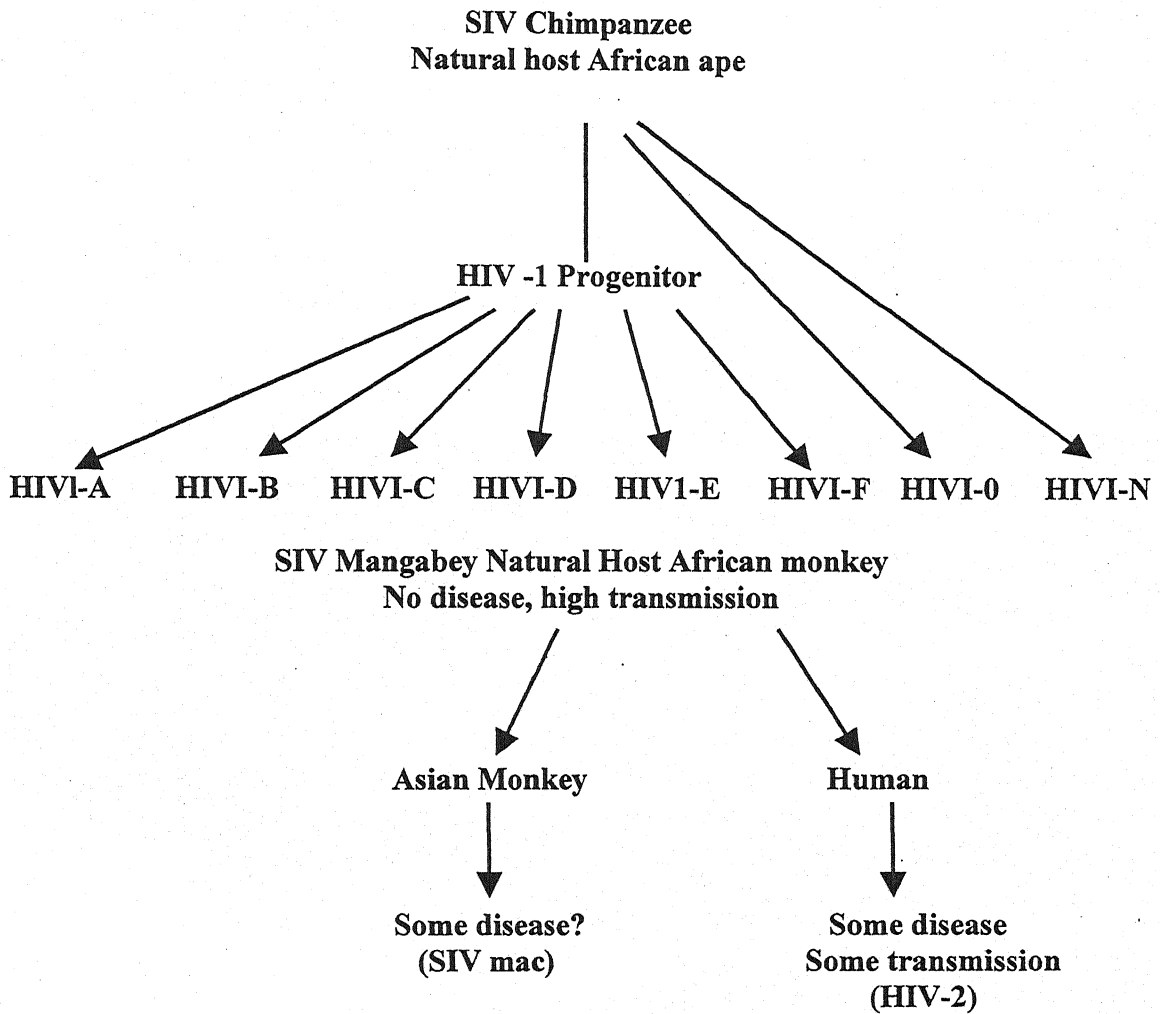 SIV Chimpanzee
Natural host African ape
HIV -1 Progenitor
HIVI-A HIVI-B HIVI-C HIVI-D HIV1-E HIVI-F HIVI-0 HIVI-N
SIV Mangabey Natural Host African monkey
No disease, high transmission
Asian Monkey Human
Some disease? Some disease
(SIV mac) Some transmission
(HIV-2)